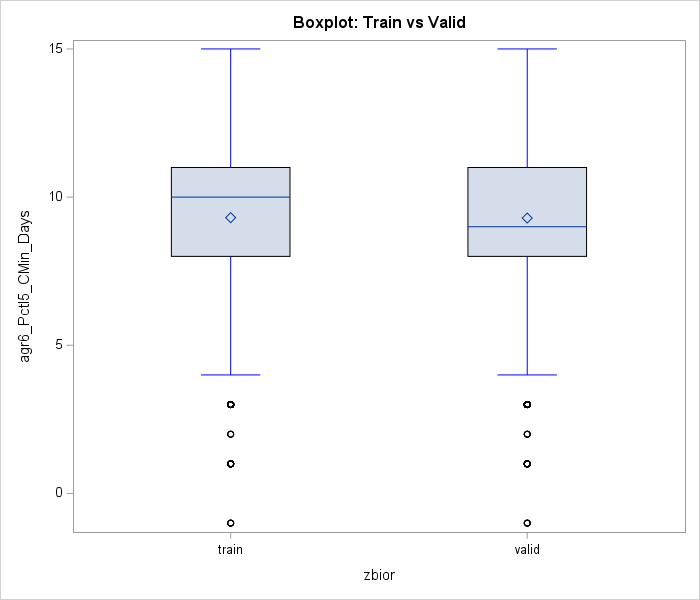 Boxplot: Train vs Valid
15
10
5
0
agr6_Pctl5_CMin_Days
train
valid
zbior